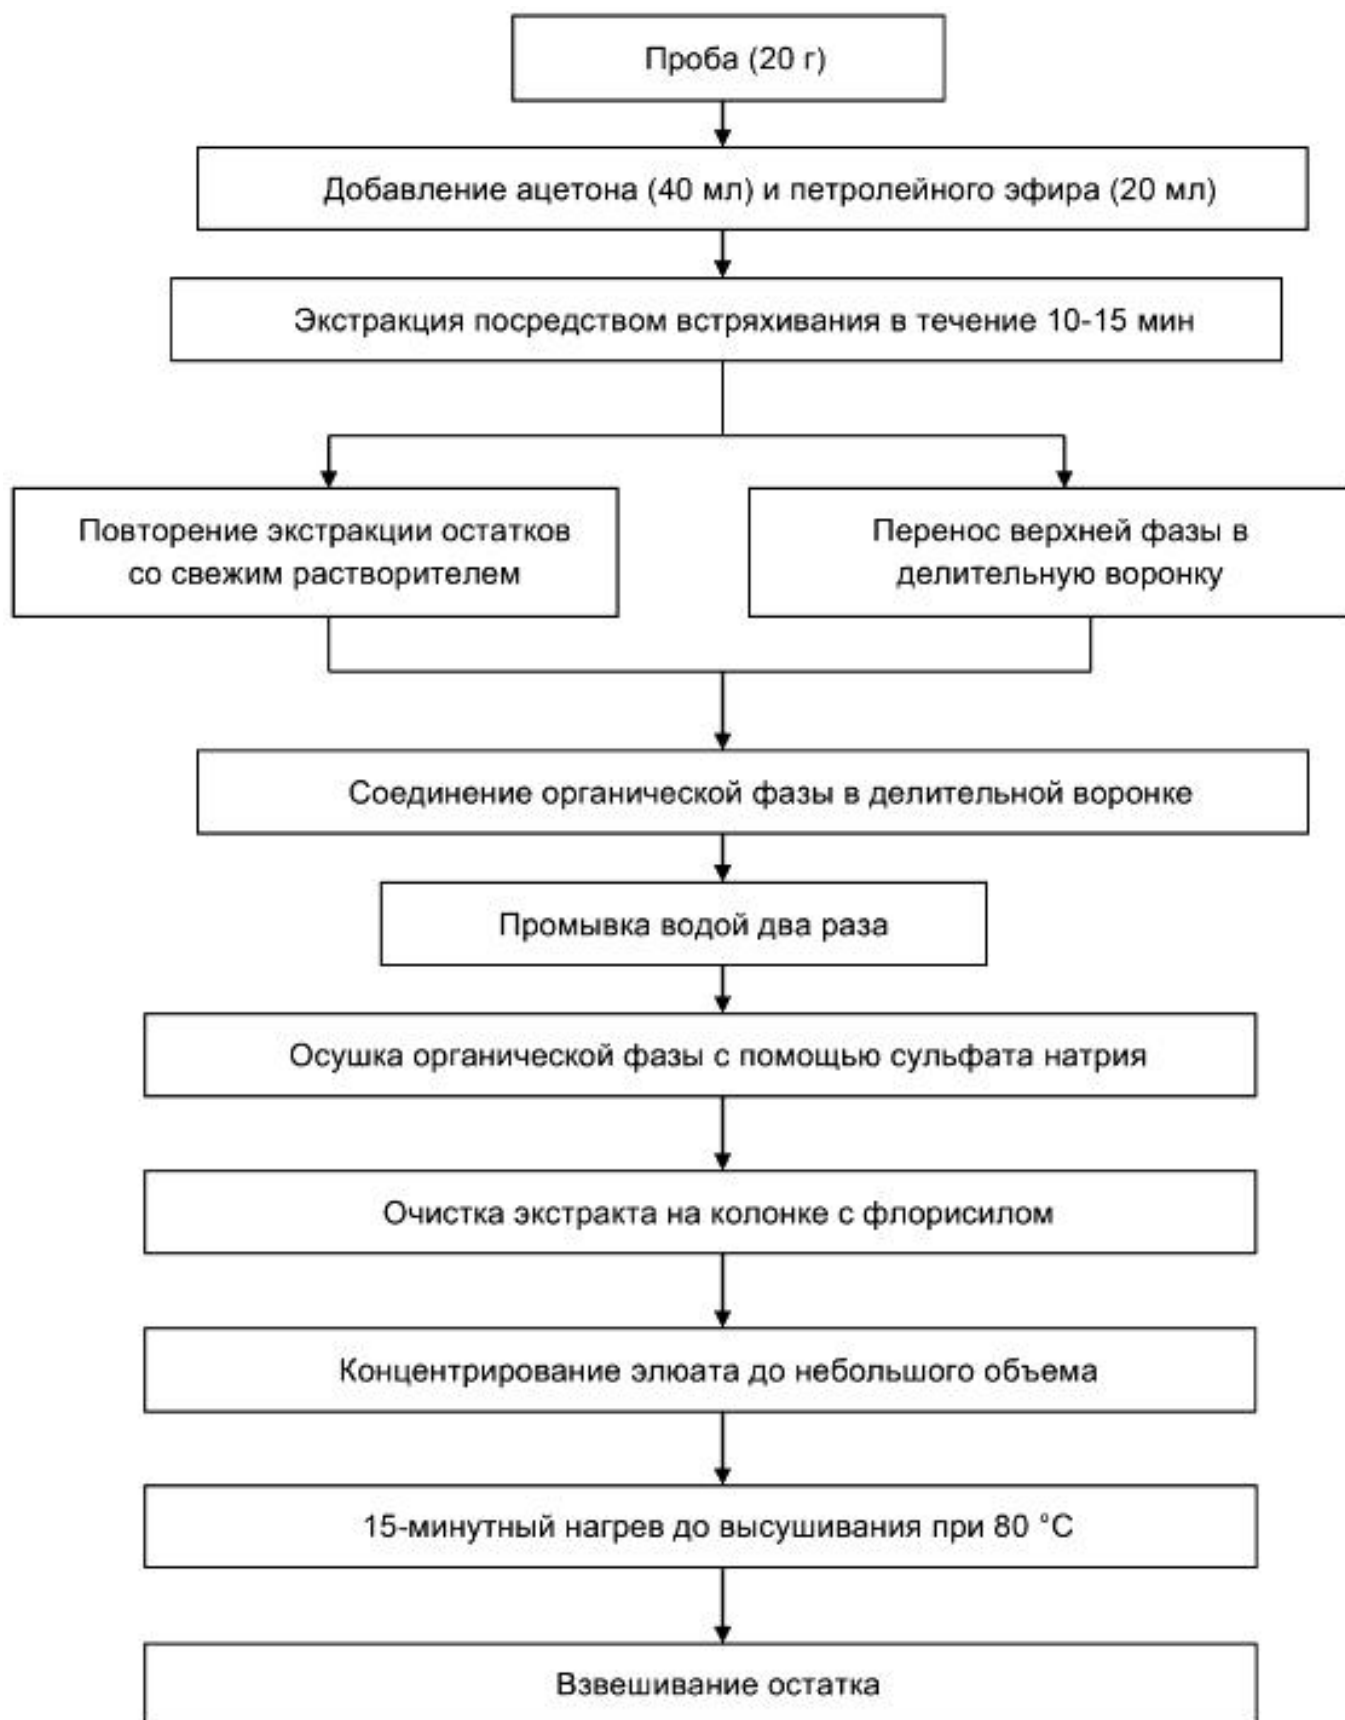 Проба (20 г)
Добавление ацетона (40 мл) и петролейного эфира (20 мл)
Экстракция посредством встряхивания в течение 10-15 мин
Повторение экстракции остатков
со свежим растворителем
Перенос верхней фазы в
делительную воронку
Соединение органической фазы в делительной воронке
Промывка водой два раза
Осушка органической фазы с помощью сульфата натрия
Очистка экстракта на колонке с флорисилом
Концентрирование элюата до небольшого объема
15-минутный нагрев до высушивания при 80 °C
Взвешивание остатка